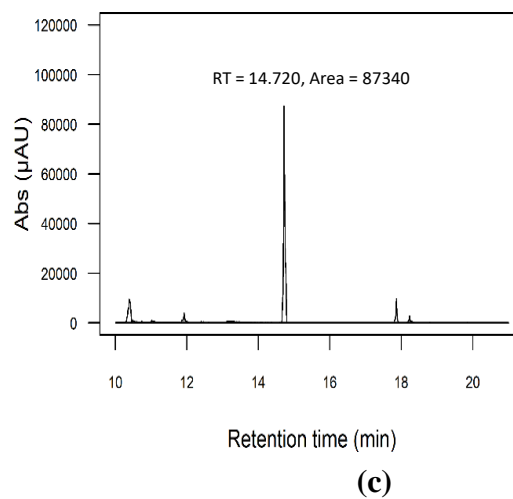 120000
100000
RT = 14.720, Area = 87340
80000
60000
40000
20000
0
Abs (µAU)
10 12 14 16 18 20
Retention time (min)
(c)